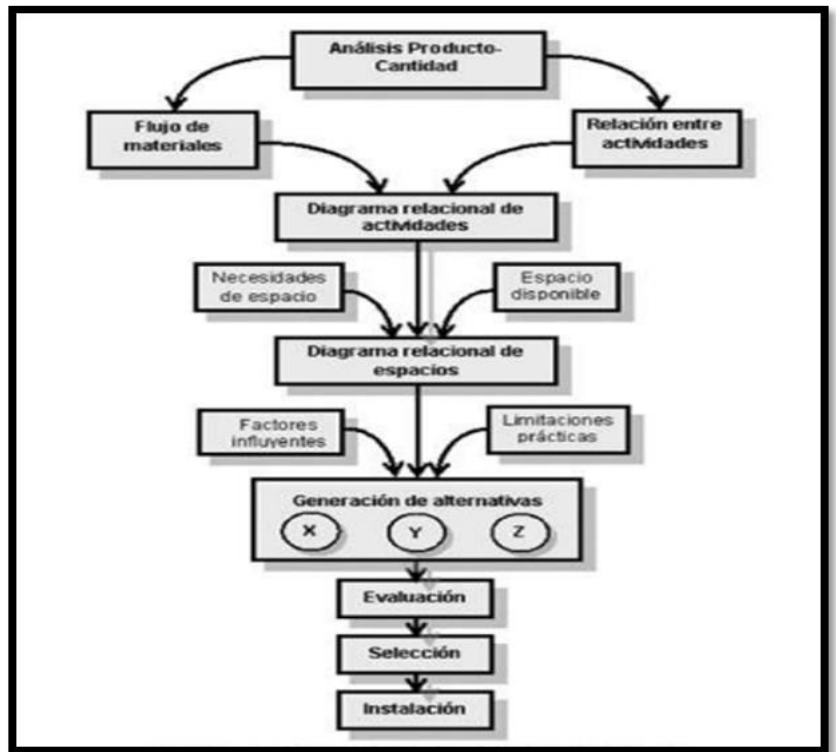 Análisis Producto-
Cantidad
Flujo de
materiales
Relación entre
actividades
Diagrama relacional de
actividades
Necesidades
de espacio
Espacio
disponible
Diagrama relacional de
espacios
Factores
influyentes
Limitaciones
prácticas
Generación de alternativas
X
Y
Z
Evaluación
Selección
Instalación